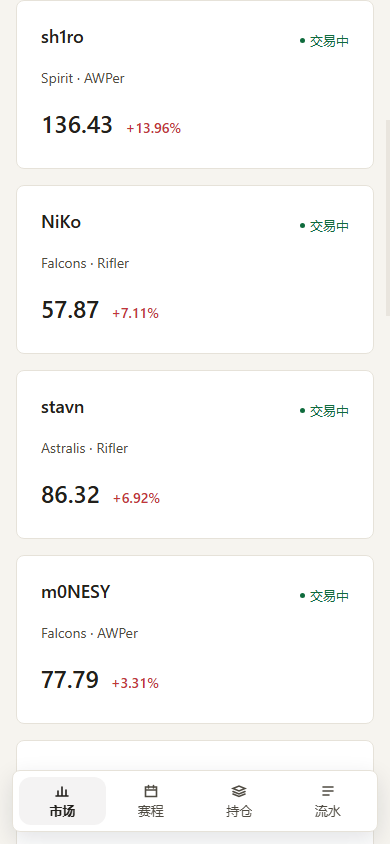 sh1ro
交易中
Spirit · AWPer
136.43 +13.96%
NiKo
交易中
Falcons · Rifler
57.87 +7.11%
stavn
交易中
Astralis · Rifler
86.32 +6.92%
m0NESY
交易中
Falcons · AWPer
77.79 +3.31%
市场 赛程 持仓 流水